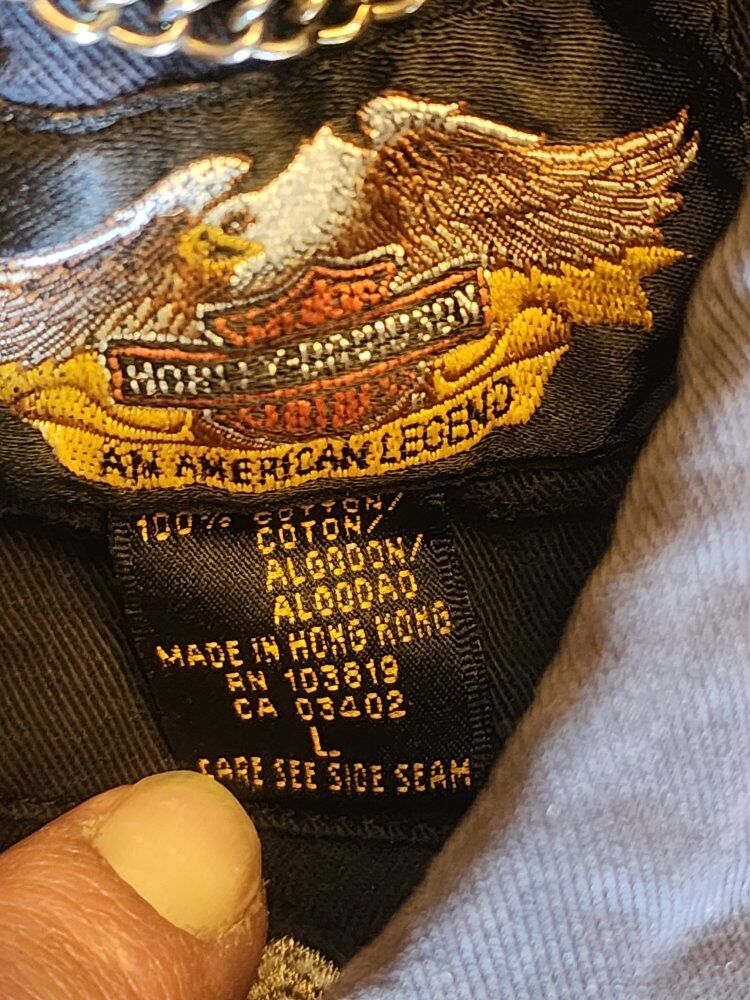 HARLEY-DAVIDSON
AN AMERICAN LEGEND
100% COTTON/
COTON/
ALGODON/
ALGODAO
MADE IN HONG KONG
RN 103819
CA 03402
L
CARE SEE SIDE SEAM